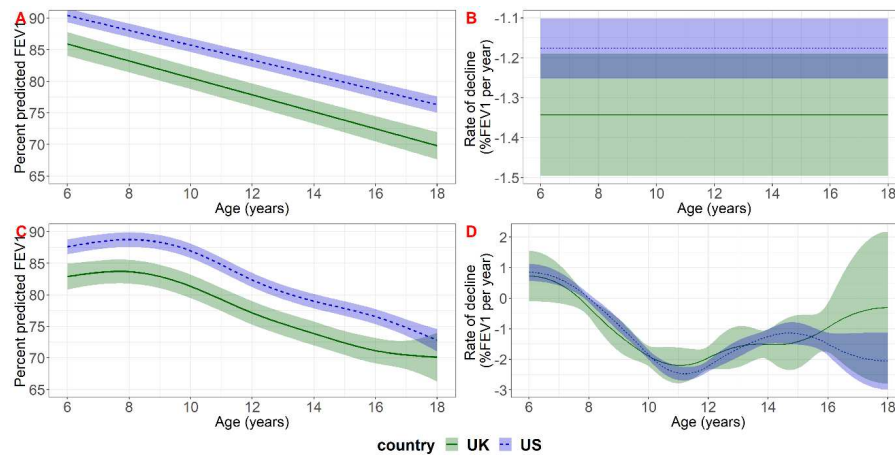 A
Percent predicted FEV1
90
85
80
75
70
65
6 8 10 12 14 16 18
Age (years)
B
Rate of decline
(%FEV1 per year)
-1.1
-1.2
-1.3
-1.4
-1.5
6 8 10 12 14 16 18
Age (years)
C
Percent predicted FEV1
90
85
80
75
70
65
6 8 10 12 14 16 18
Age (years)
D
Rate of decline
(%FEV1 per year)
2
1
0
-1
-2
-3
6 8 10 12 14 16 18
Age (years)
country UK US